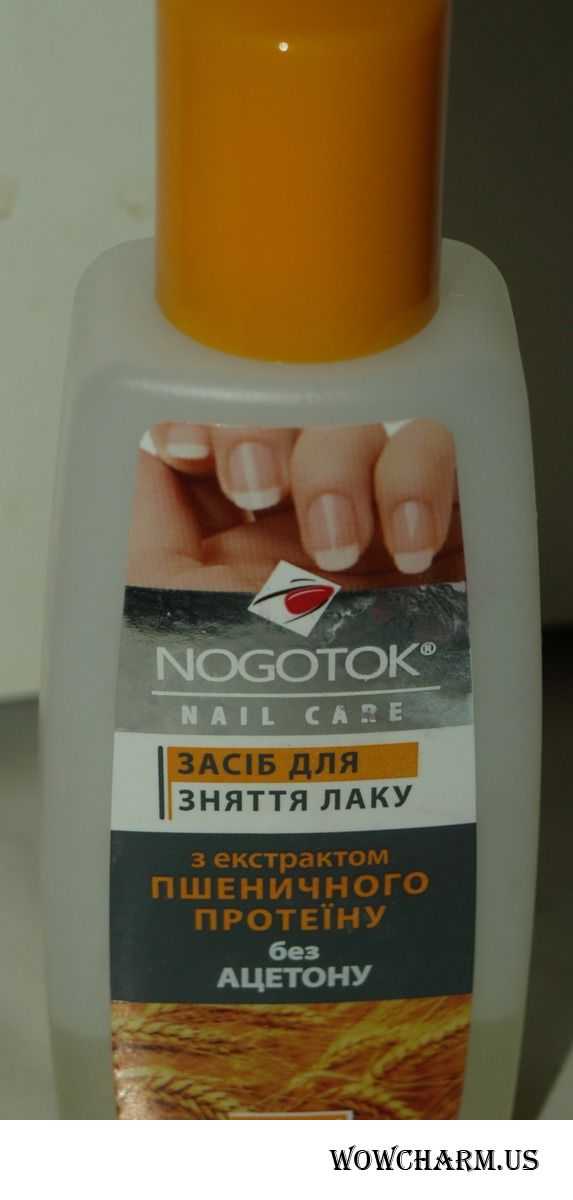 NOGOTOK®
NAIL CARE
ЗАСІБ ДЛЯ
ЗНЯТТЯ ЛАКУ
з екстрактом
ПШЕНИЧНОГО
ПРОТЕЇНУ
без
АЦЕТОНУ
WOWCHARM.US